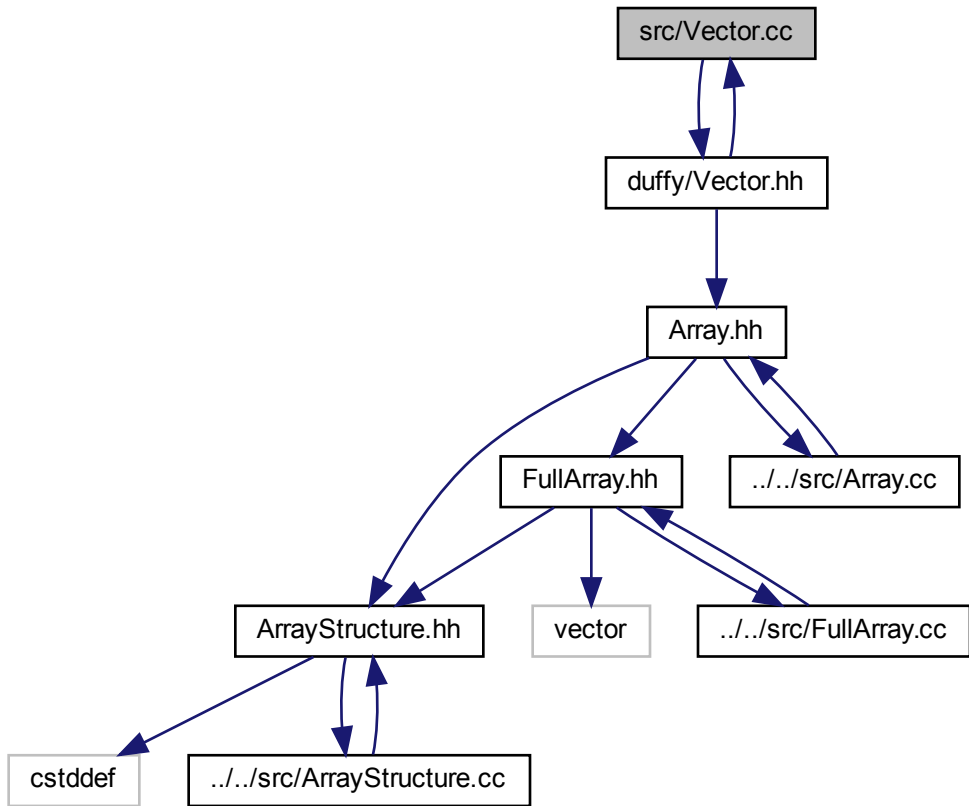 src/Vector.cc
duffy/Vector.hh
Array.hh
FullArray.hh
../../src/Array.cc
ArrayStructure.hh
vector
../../src/FullArray.cc
cstddef
../../src/ArrayStructure.cc